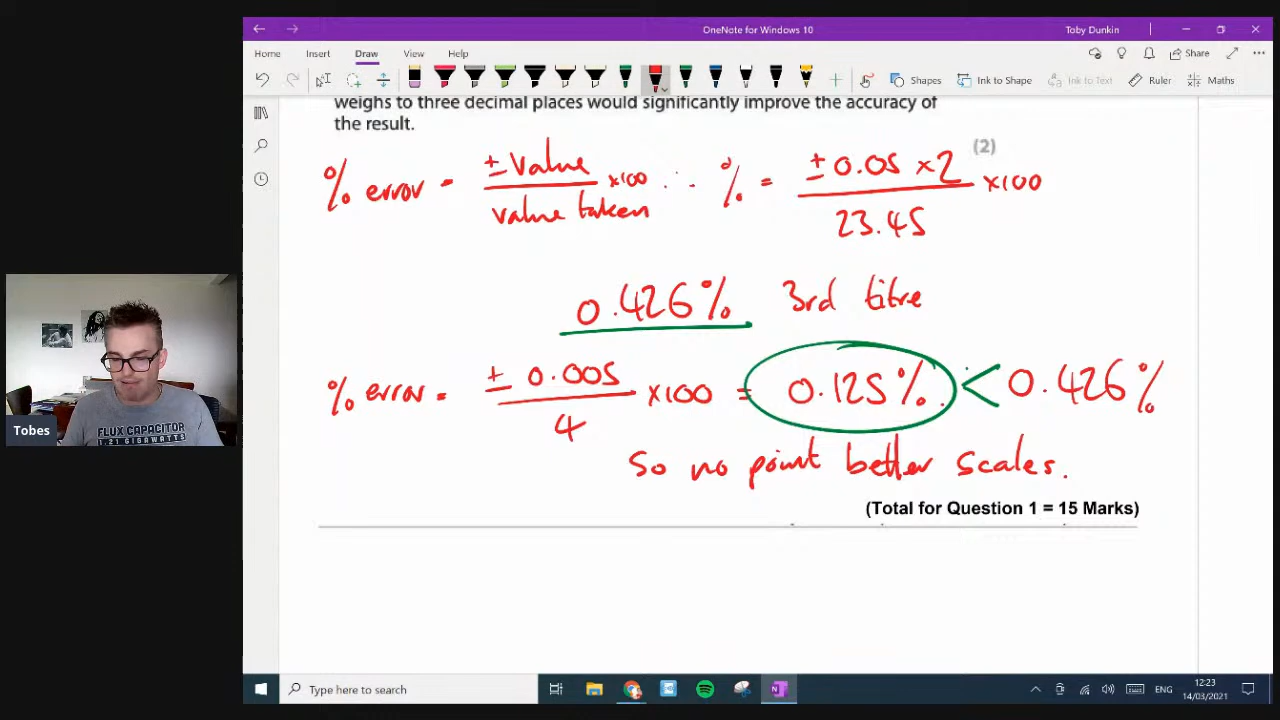 OneNote for Windows 10
Toby Dunkin
Home Insert Draw View Help
Share
Shapes Ink to Shape Ink to Text Ruler Maths
weighs to three decimal places would significantly improve the accuracy of
the result.
(2)
% error = ± value / value taken ×100 ∴ % = ± 0.05 ×2 / 23.45 ×100
0.426% 3rd titre
% error = ± 0.005 / 4 ×100 = 0.125% < 0.426%
so no point better scales.
(Total for Question 1 = 15 Marks)
FLUX CAPACITOR
1.21 GIGAWATTS
Tobes
Type here to search
ENG
12:23
14/03/2021